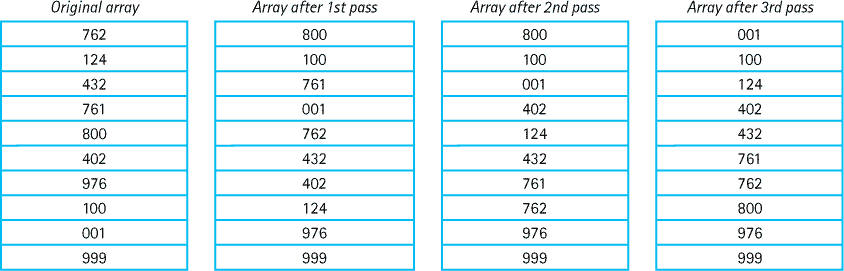 Original array Array after 1st pass Array after 2nd pass Array after 3rd pass
762 800 800 001
124 100 100 100
432 761 001 124
761 001 402 402
800 762 124 432
402 432 432 761
976 402 761 762
100 124 762 800
001 976 976 976
999 999 999 999